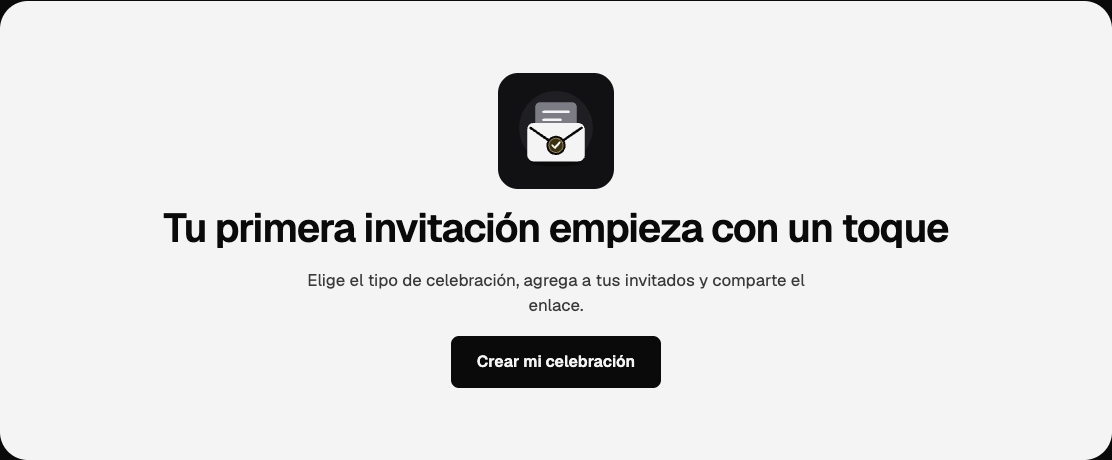 Tu primera invitación empieza con un toque
Elige el tipo de celebración, agrega a tus invitados y comparte el
enlace.
Crear mi celebración